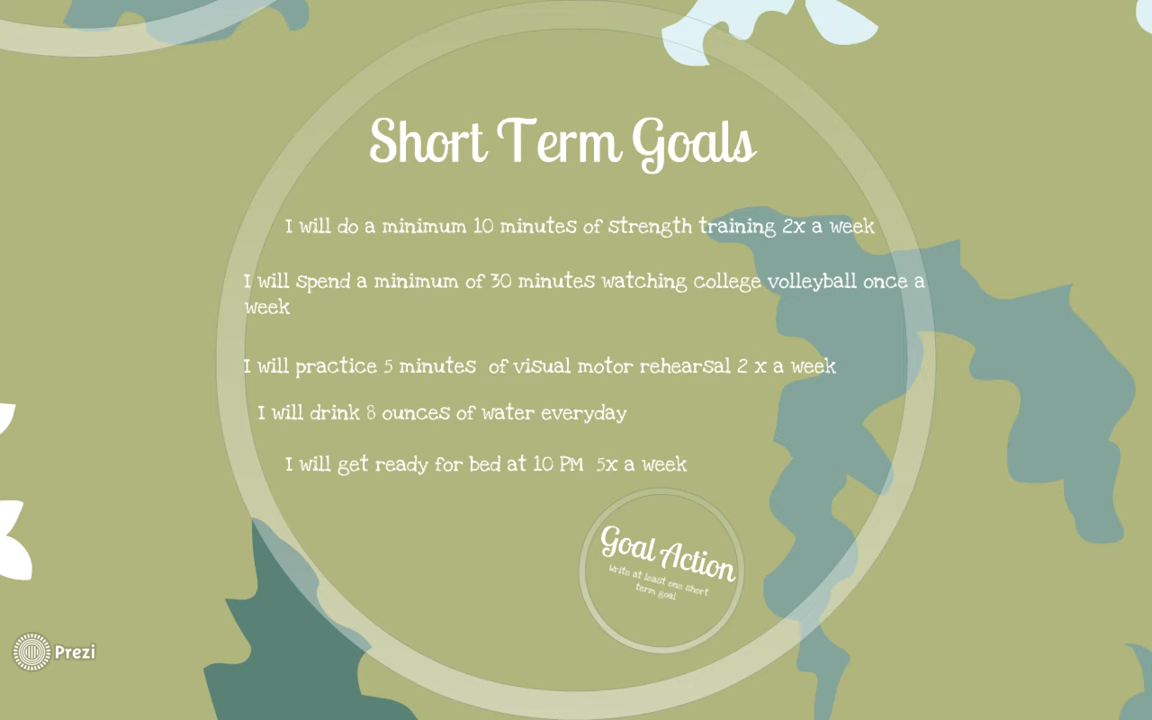 Short Term Goals
I will do a minimum 10 minutes of strength training 2x a week
I will spend a minimum of 30 minutes watching college volleyball once a
week
I will practice 5 minutes of visual motor rehearsal 2 x a week
I will drink 8 ounces of water everyday
I will get ready for bed at 10 PM 5x a week
Goal Action
Write at least one short
term goal
Prezi